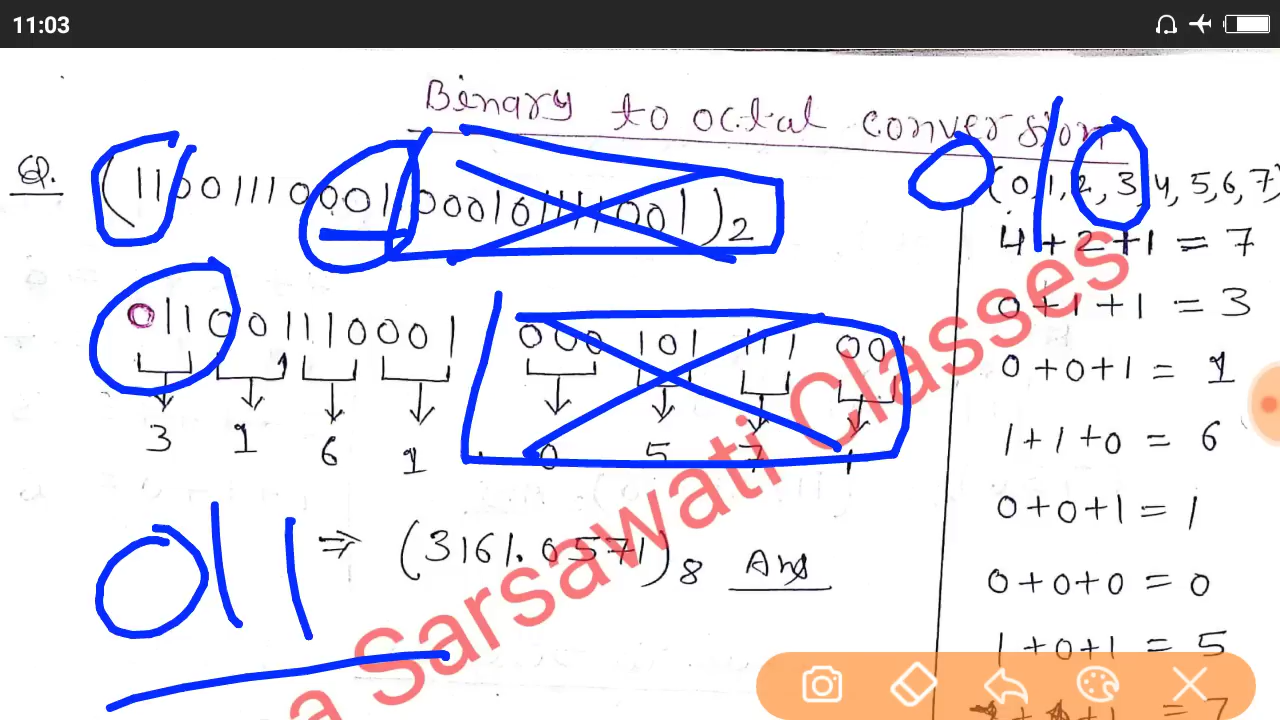 11:03
Binary to octal conversion
Q. (11001110001 000101111001)2
(0,1,2,3,4,5,6,7)
4+2+1 = 7
011001110001 000 101 111 001
0+1+1 = 3
0+0+1 = 1
3 1 6 1 . 0 5 7 1
1+1+0 = 6
0+0+1 = 1
⇒ (3161.0571)8 Ans
0+0+0 = 0
011
1+0+1 = 5
+1 = 7
Sarsawati Classes